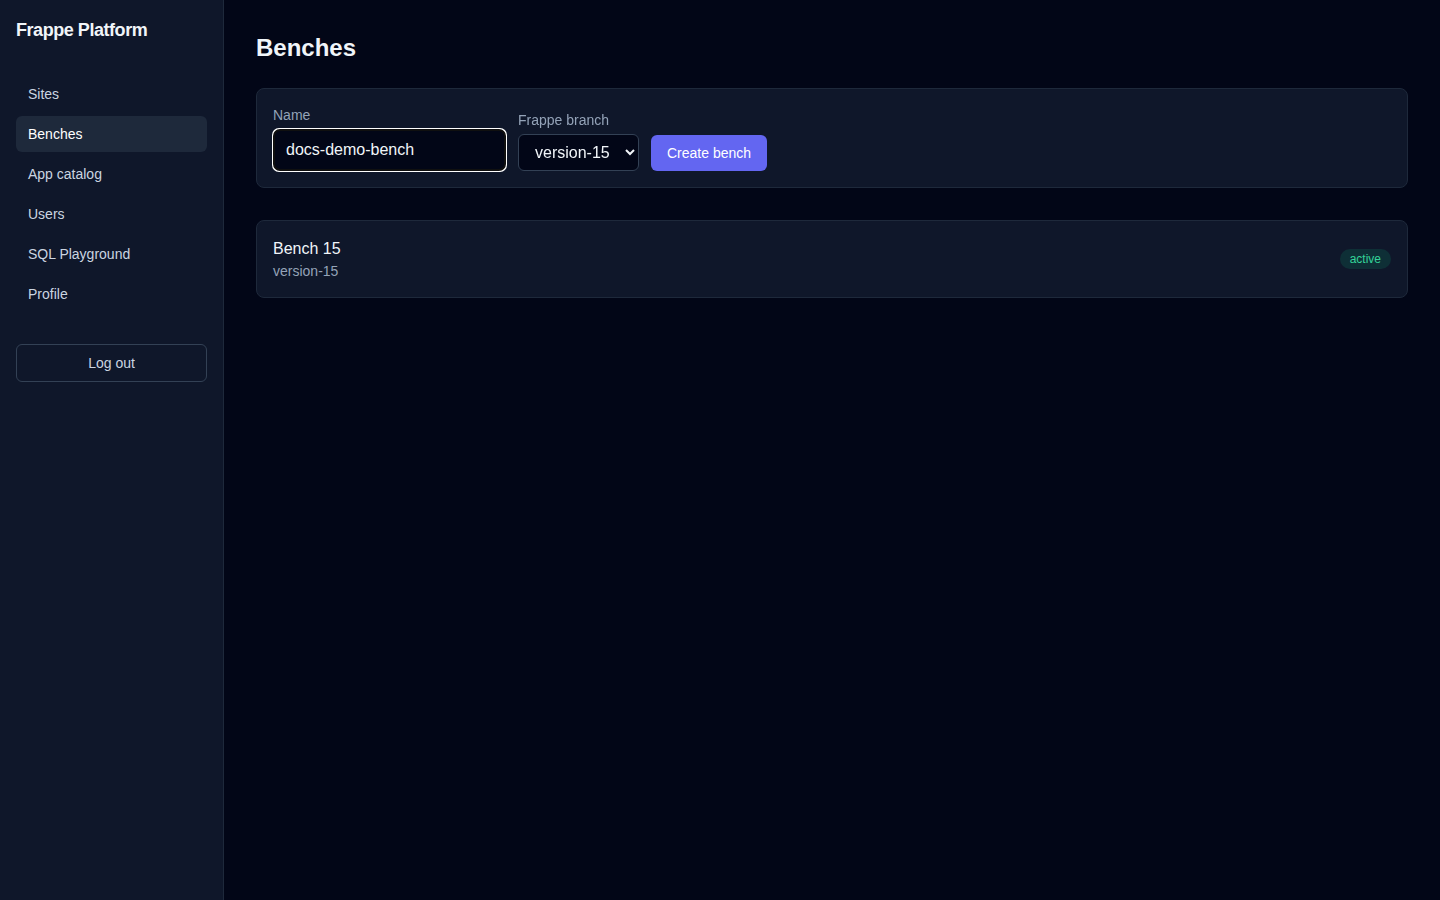 Frappe Platform
Sites
Benches
App catalog
Users
SQL Playground
Profile
Log out
Benches
Name
Frappe branch
docs-demo-bench
version-15
Create bench
Bench 15
version-15
active